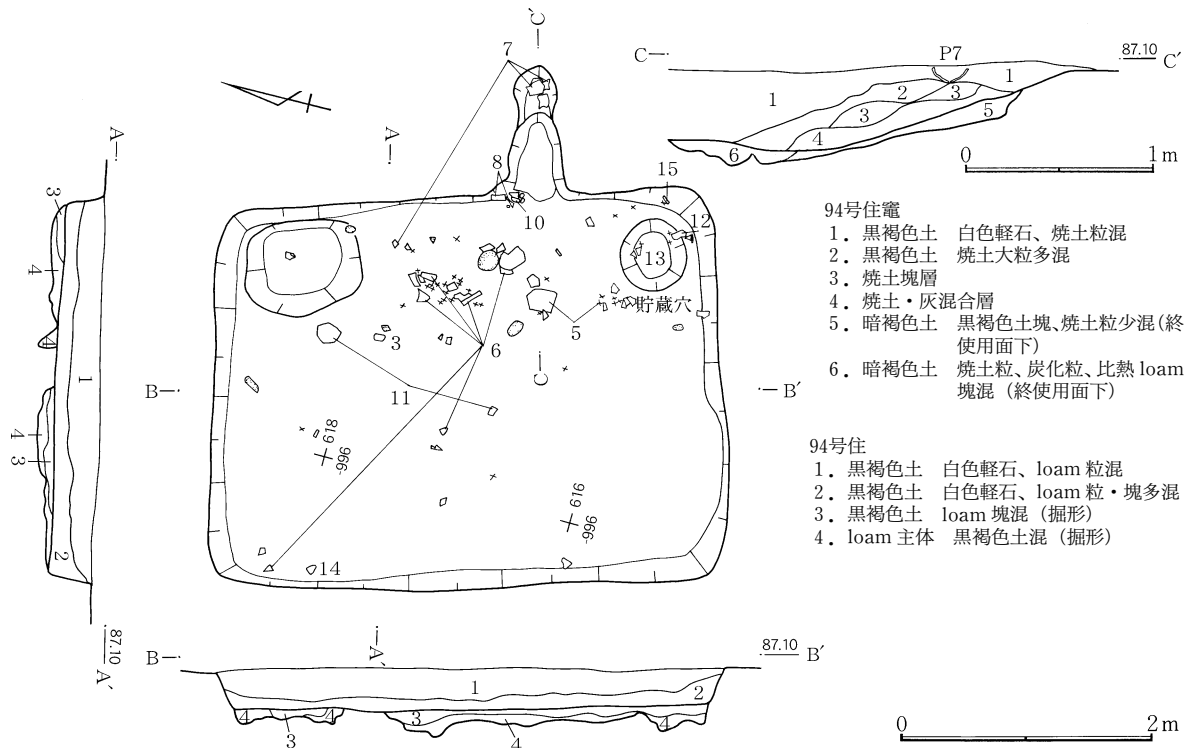 C′
7
C
P7
87.10
C′
1
2
1
3
3
5
4
6
0
1m
A
A
8
10
15
12
13
貯蔵穴
3
4
4
1
3
4
2
3
5
6
C
11
B
B′
618
-996
616
-996
14
87.10
A′
A′
B
87.10
B′
1
2
4
4
3
4
3
4
0
2m
94号住竈
1．黒褐色土　白色軽石、焼土粒混
2．黒褐色土　焼土大粒多混
3．焼土塊層
4．焼土・灰混合層
5．暗褐色土　黒褐色土塊、焼土粒少混（終
使用面下）
6．暗褐色土　焼土粒、炭化粒、比熱 loam
塊混（終使用面下）
94号住
1．黒褐色土　白色軽石、loam 粒混
2．黒褐色土　白色軽石、loam 粒・塊多混
3．黒褐色土　loam 塊混（掘形）
4．loam 主体　黒褐色土混（掘形）